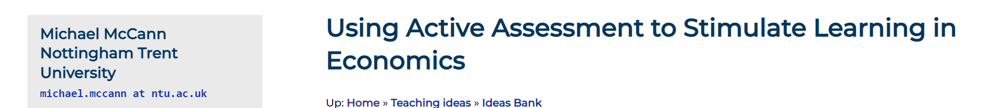 Michael McCann
Nottingham Trent
University
michael.mccann at ntu.ac.uk
Using Active Assessment to Stimulate Learning in
Economics
Up: Home » Teaching ideas » Ideas Bank